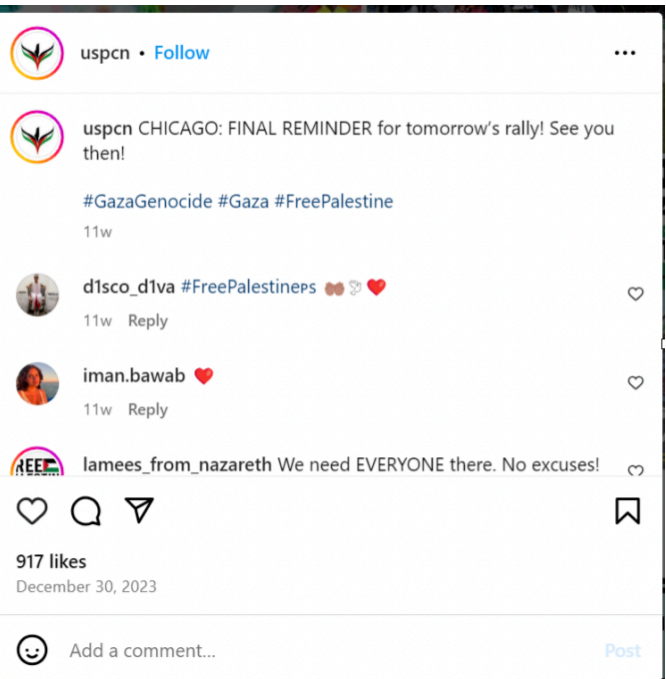 uspcn • Follow
uspcn CHICAGO: FINAL REMINDER for tomorrow's rally! See you
then!
#GazaGenocide #Gaza #FreePalestine
11w
d1sco_d1va #FreePalestinePS 🤲🏽🕊️❤️
11w Reply
iman.bawab ❤️
11w Reply
REE
lamees_from_nazareth We need EVERYONE there. No excuses!
917 likes
December 30, 2023
Add a comment...
Post